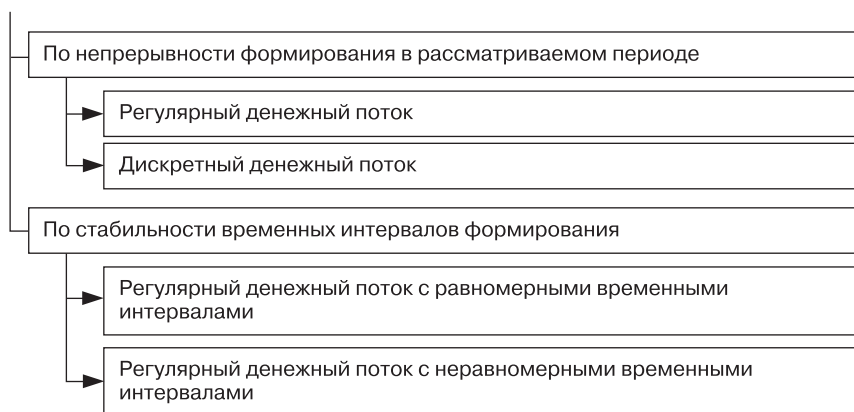 По непрерывности формирования в рассматриваемом периоде
Регулярный денежный поток
Дискретный денежный поток
По стабильности временных интервалов формирования
Регулярный денежный поток с равномерными временными
интервалами
Регулярный денежный поток с неравномерными временными
интервалами